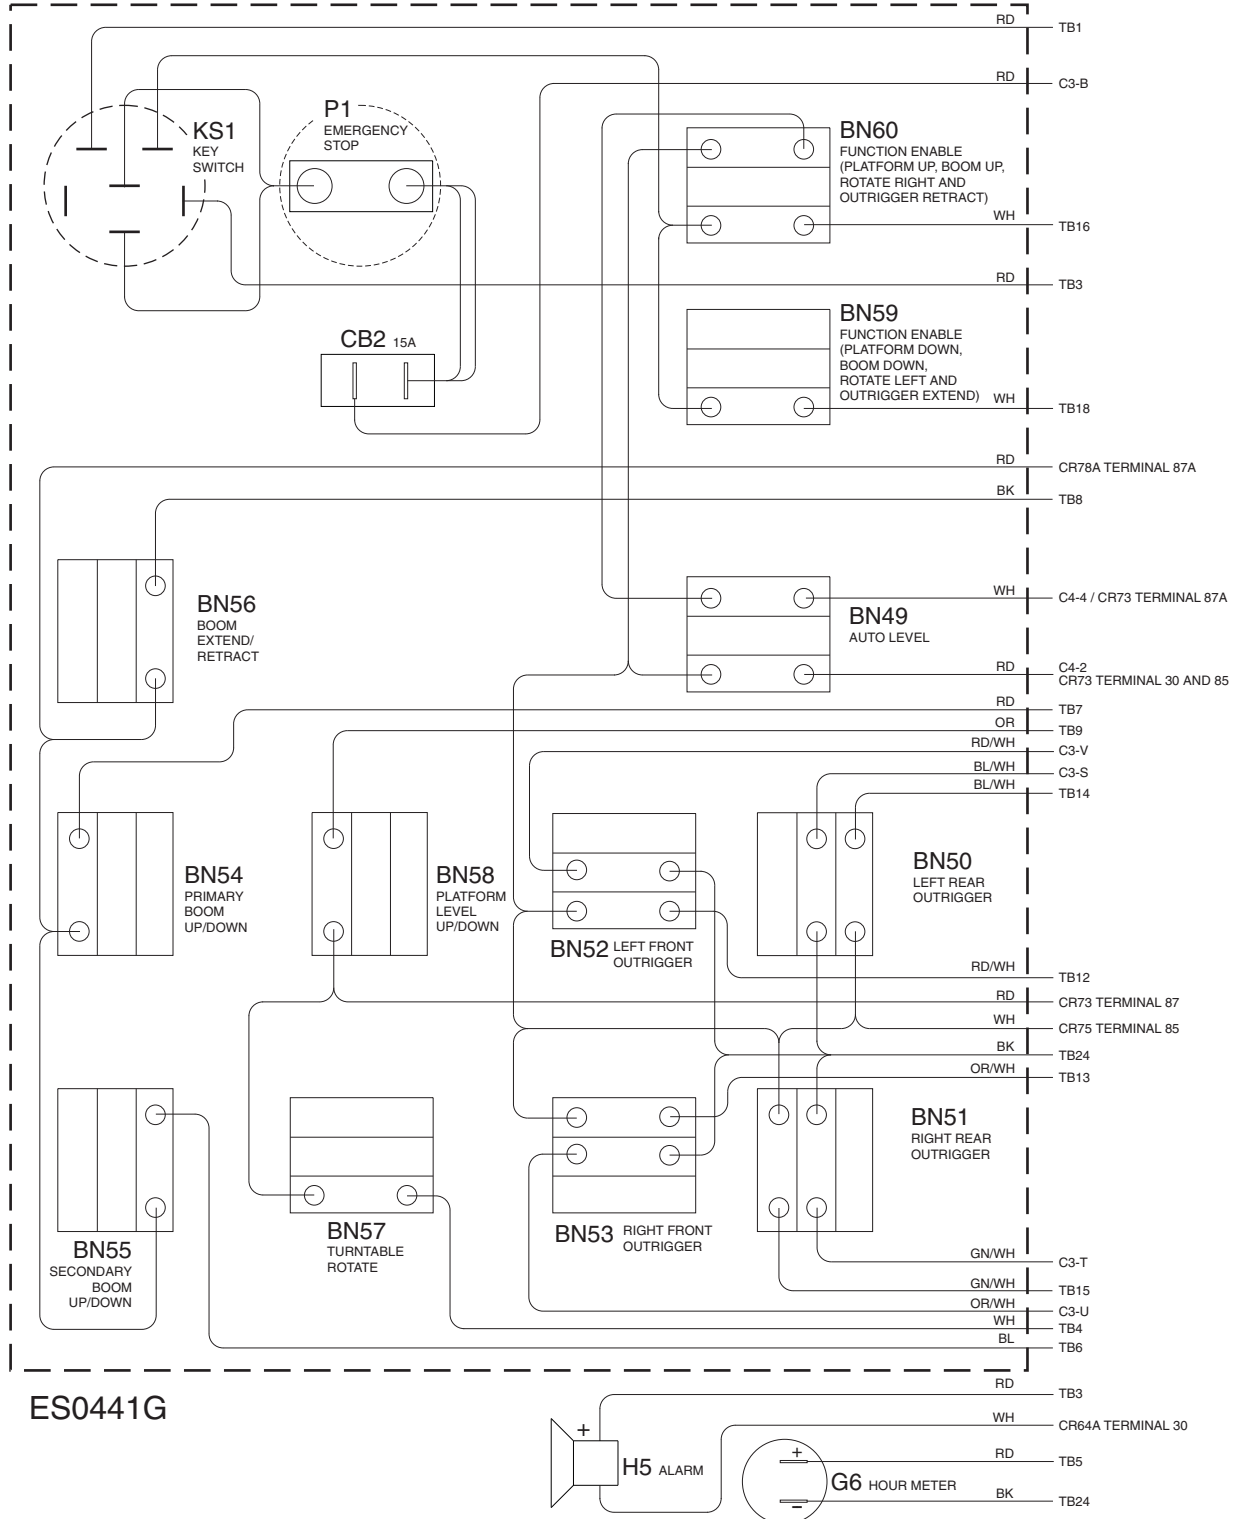 RD TB1
RD C3-B
KS1
KEY
SWITCH
P1
EMERGENCY
STOP
BN60
FUNCTION ENABLE
(PLATFORM UP, BOOM UP,
ROTATE RIGHT AND
OUTRIGGER RETRACT)
WH TB16
RD TB3
CB2 15A
BN59
FUNCTION ENABLE
(PLATFORM DOWN,
BOOM DOWN,
ROTATE LEFT AND
OUTRIGGER EXTEND)
WH TB18
RD CR78A TERMINAL 87A
BK TB8
BN56
BOOM
EXTEND/
RETRACT
WH C4-4 / CR73 TERMINAL 87A
BN49
AUTO LEVEL
RD C4-2
CR73 TERMINAL 30 AND 85
RD TB7
OR TB9
RD/WH C3-V
BL/WH C3-S
BL/WH TB14
BN54
PRIMARY
BOOM
UP/DOWN
BN58
PLATFORM
LEVEL
UP/DOWN
BN52 LEFT FRONT
OUTRIGGER
BN50
LEFT REAR
OUTRIGGER
RD/WH TB12
RD CR73 TERMINAL 87
WH CR75 TERMINAL 85
BK TB24
OR/WH TB13
BN55
SECONDARY
BOOM
UP/DOWN
BN57
TURNTABLE
ROTATE
BN53 RIGHT FRONT
OUTRIGGER
BN51
RIGHT REAR
OUTRIGGER
GN/WH C3-T
GN/WH TB15
OR/WH C3-U
WH TB4
BL TB6
ES0441G
RD TB3
WH CR64A TERMINAL 30
+
H5 ALARM
RD TB5
+
G6 HOUR METER
−
BK TB24